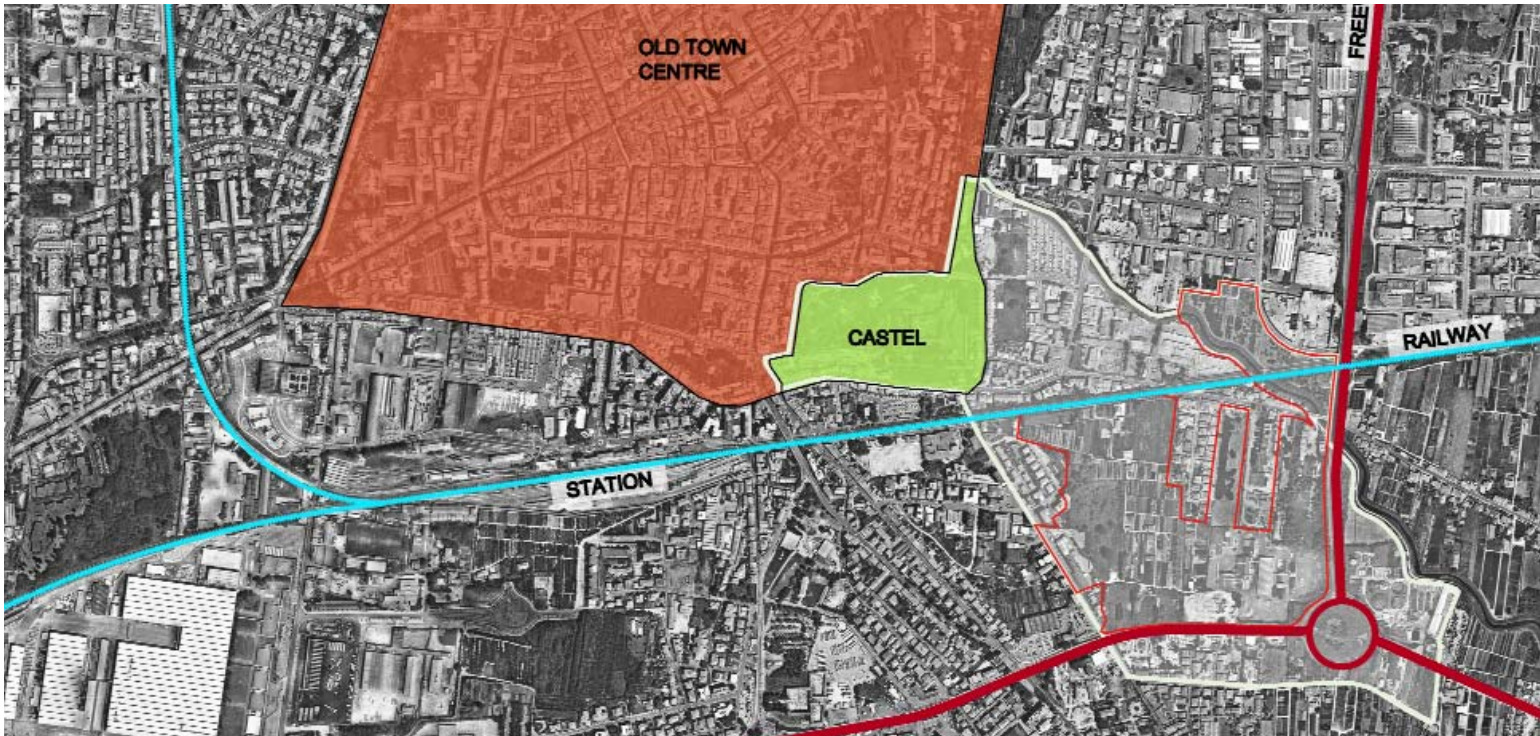 OLD TOWN
CENTRE
FREE
CASTEL
RAILWAY
STATION